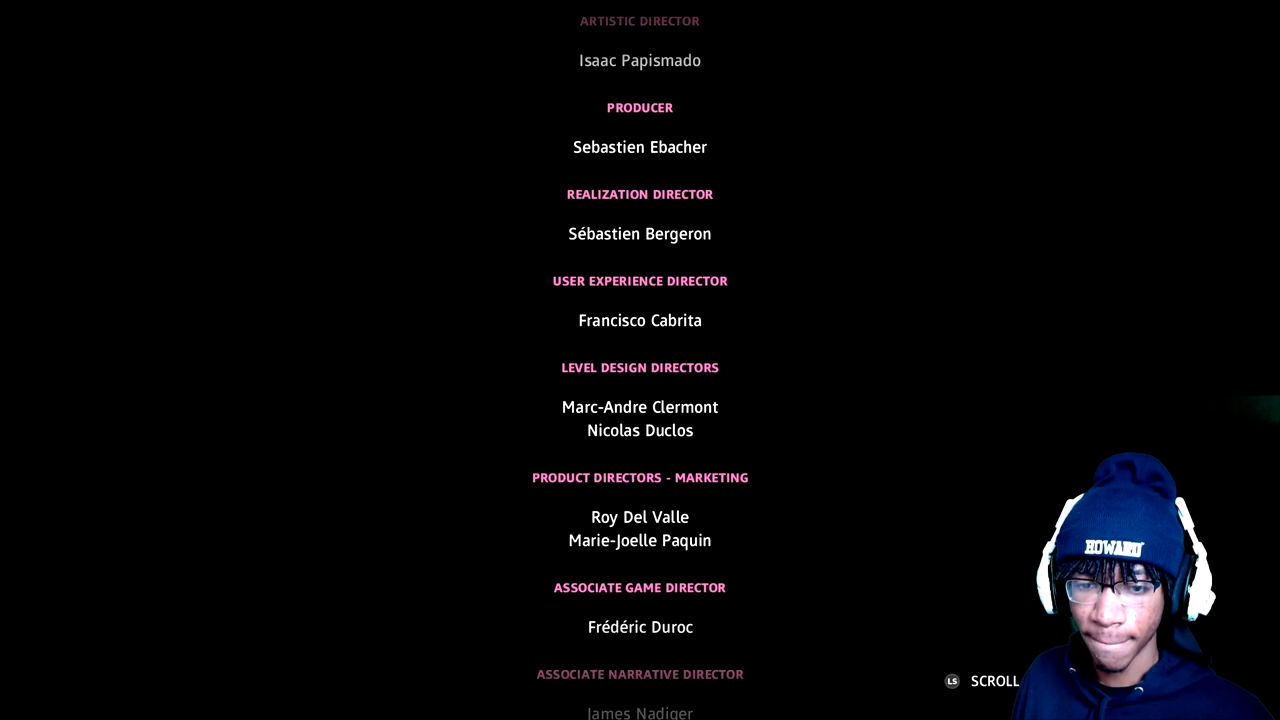 ARTISTIC DIRECTOR
Isaac Papismado
PRODUCER
Sebastien Ebacher
REALIZATION DIRECTOR
Sébastien Bergeron
USER EXPERIENCE DIRECTOR
Francisco Cabrita
LEVEL DESIGN DIRECTORS
Marc-Andre Clermont
Nicolas Duclos
PRODUCT DIRECTORS - MARKETING
Roy Del Valle
Marie-Joelle Paquin
ASSOCIATE GAME DIRECTOR
Frédéric Duroc
ASSOCIATE NARRATIVE DIRECTOR
James Nadiger
LS SCROLL
HOWARD